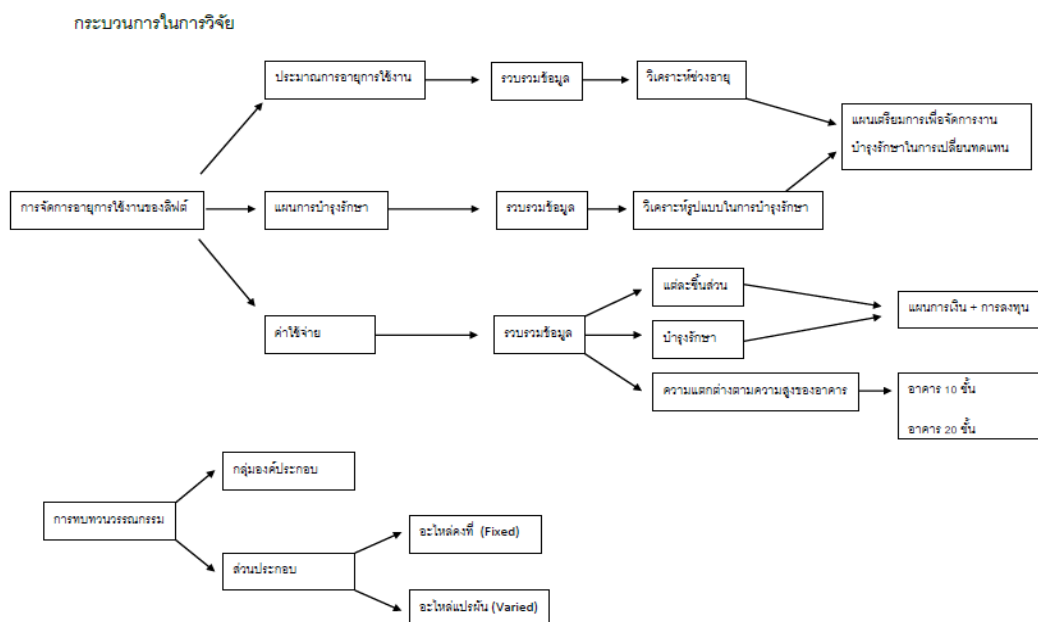 กระบวนการในการวิจัย
ประมาณการอายุการใช้งาน
รวบรวมข้อมูล
วิเคราะห์ช่วงอายุ
แผนเตรียมการเพื่อจัดการงาน
บำรุงรักษาในการเปลี่ยนทดแทน
การจัดการอายุการใช้งานของลิฟต์
แผนการบำรุงรักษา
รวบรวมข้อมูล
วิเคราะห์รูปแบบในการบำรุงรักษา
ค่าใช้จ่าย
รวบรวมข้อมูล
แต่ละชิ้นส่วน
บำรุงรักษา
แผนการเงิน + การลงทุน
ความแตกต่างตามความสูงของอาคาร
อาคาร 10 ชั้น
อาคาร 20 ชั้น
การทบทวนวรรณกรรม
กลุ่มองค์ประกอบ
ส่วนประกอบ
อะไหล่คงที่ (Fixed)
อะไหล่แปรผัน (Varied)